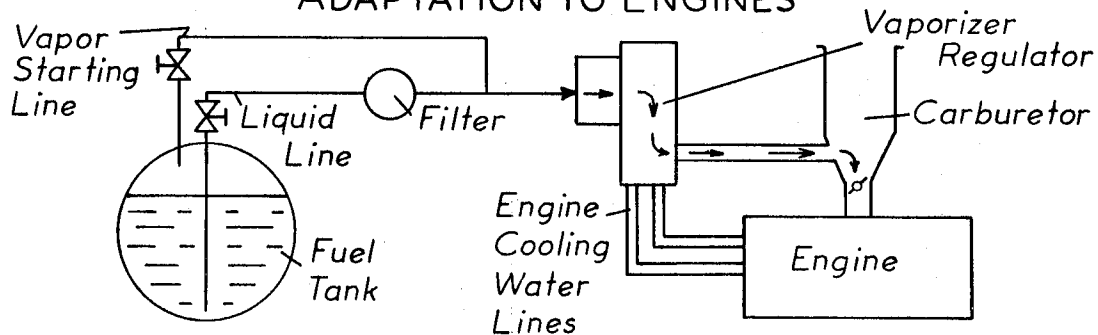 ADAPTATION TO ENGINES
Vapor
Starting
Line
Liquid
Line
Filter
Vaporizer
Regulator
Carburetor
Fuel
Tank
Engine
Cooling
Water
Lines
Engine